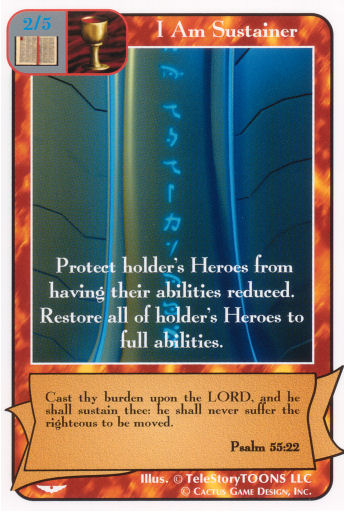 I Am Sustainer
2/5
Protect holder's Heroes from
having their abilities reduced.
Restore all of holder's Heroes to
full abilities.
Cast thy burden upon the LORD, and he
shall sustain thee: he shall never suffer the
righteous to be moved.
Psalm 55:22
Illus. © TeleStoryTOONS LLC
© Cactus Game Design, Inc.